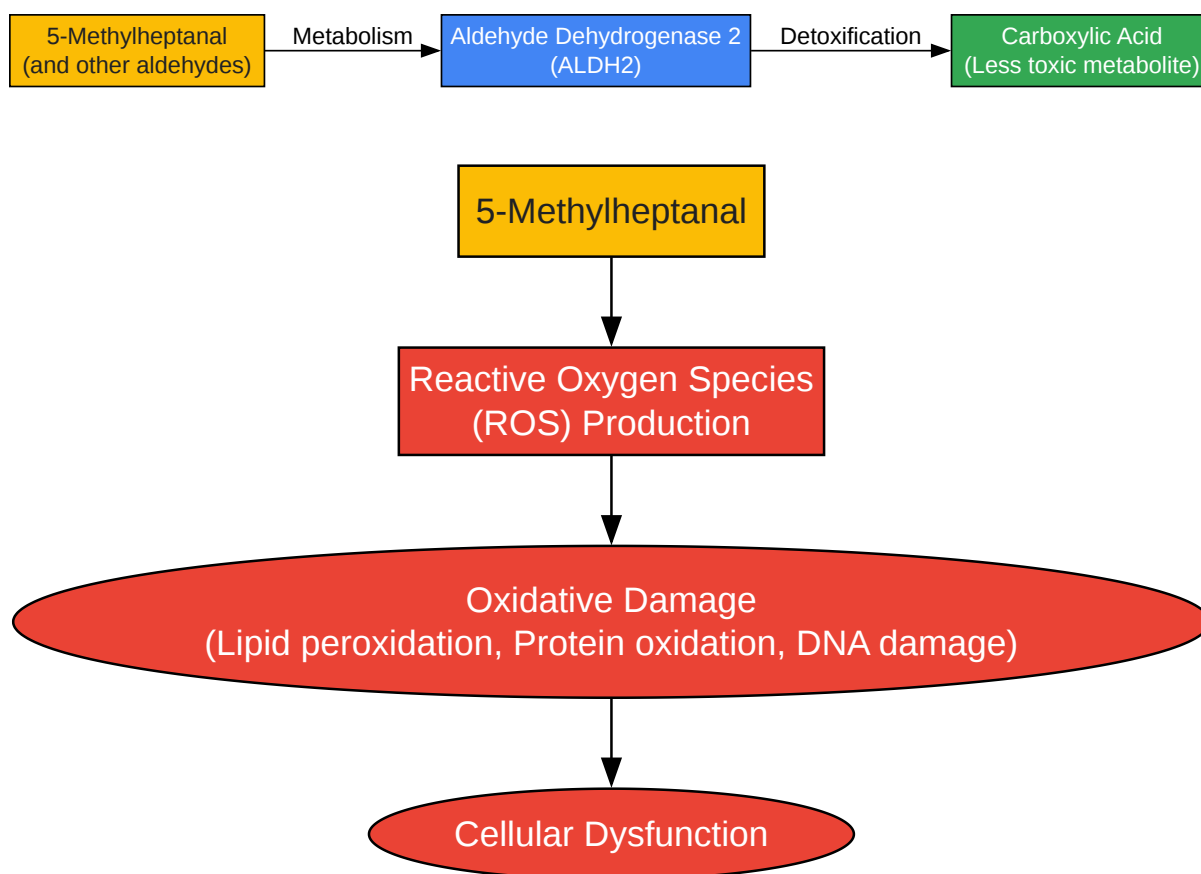 5-Methylheptanal
(and other aldehydes)
Metabolism
Aldehyde Dehydrogenase 2
(ALDH2)
Detoxification
Carboxylic Acid
(Less toxic metabolite)
5-Methylheptanal
Reactive Oxygen Species
(ROS) Production
Oxidative Damage
(Lipid peroxidation, Protein oxidation, DNA damage)
Cellular Dysfunction